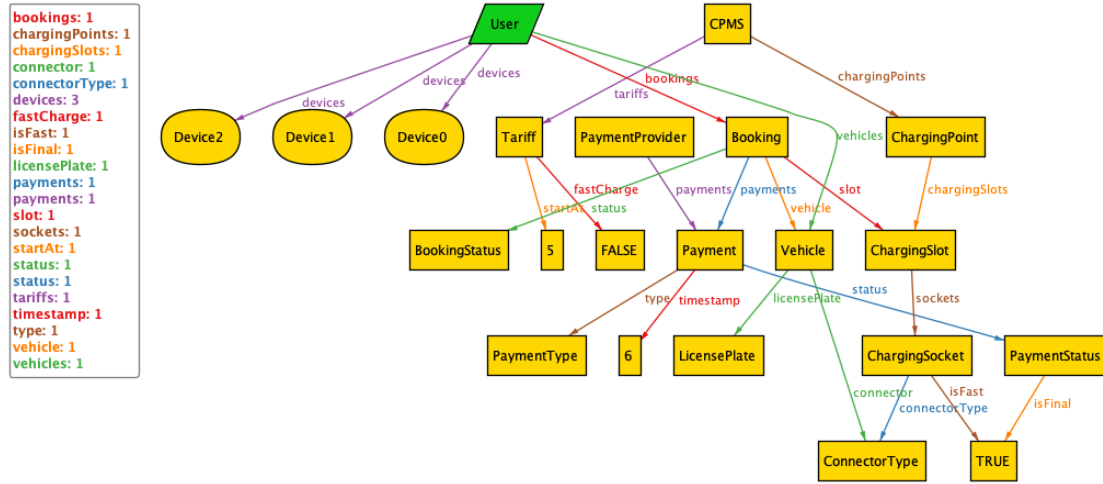 bookings: 1
chargingPoints: 1
chargingSlots: 1
connector: 1
connectorType: 1
devices: 3
fastCharge: 1
isFast: 1
isFinal: 1
licensePlate: 1
payments: 1
payments: 1
slot: 1
sockets: 1
startAt: 1
status: 1
status: 1
tariffs: 1
timestamp: 1
type: 1
vehicle: 1
vehicles: 1
User
CPMS
devices
devices
devices
bookings
tariffs
chargingPoints
Device2
Device1
Device0
Tariff
PaymentProvider
Booking
vehicles
ChargingPoint
fastCharge
startAt
status
payments
payments
vehicle
slot
chargingSlots
BookingStatus
5
FALSE
Payment
Vehicle
ChargingSlot
type
timestamp
licensePlate
status
sockets
PaymentType
6
LicensePlate
ChargingSocket
PaymentStatus
connector
connectorType
isFast
isFinal
ConnectorType
TRUE